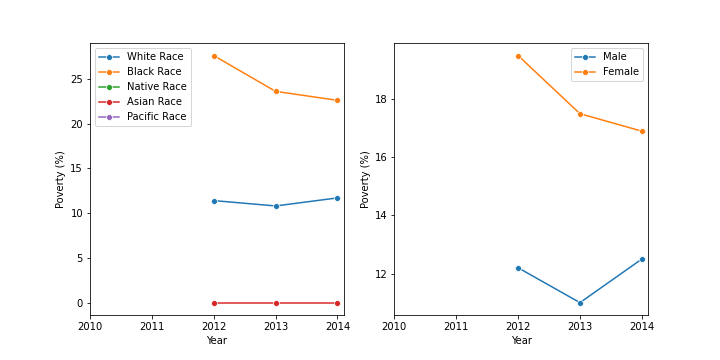 White Race
Black Race
Native Race
Asian Race
Pacific Race
25
20
15
10
5
0
Poverty (%)
2010 2011 2012 2013 2014
Year
Male
Female
18
16
14
12
Poverty (%)
2010 2011 2012 2013 2014
Year